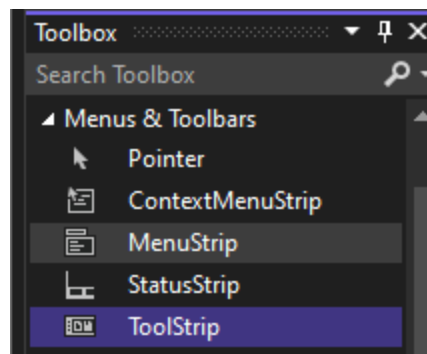 Toolbox
Search Toolbox
Menus & Toolbars
Pointer
ContextMenuStrip
MenuStrip
StatusStrip
ToolStrip